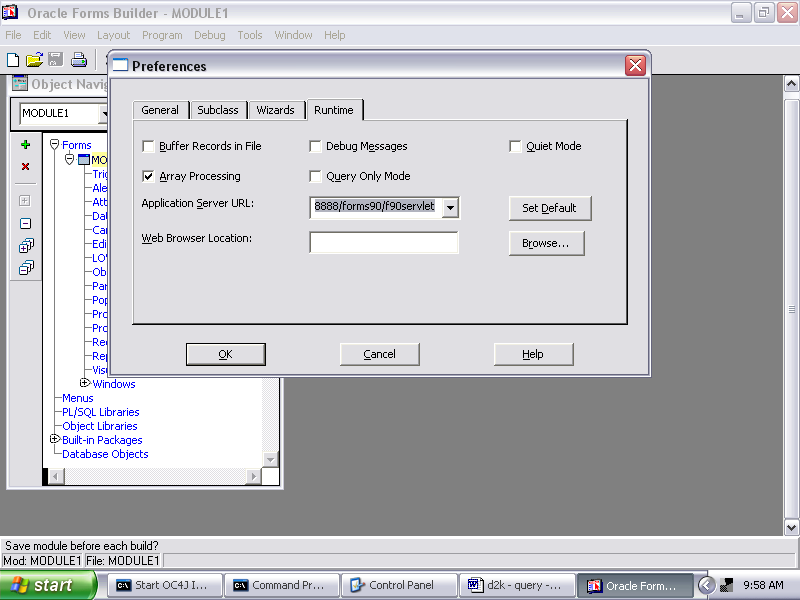 Oracle Forms Builder - MODULE1
File Edit View Layout Program Debug Tools Window Help
Preferences
Object Navig
General Subclass Wizards Runtime
MODULE1
Buffer Records in File Debug Messages Quiet Mode
Forms
MO
Array Processing Query Only Mode
Trig
Ale
Application Server URL: 8888/forms90/f90servlet Set Default
Att
Dat
Can
Web Browser Location: Browse...
Edi
LO
Obj
Par
Pop
Pro
Pro
Rec
Rep
Visu
OK Cancel Help
Windows
Menus
PL/SQL Libraries
Object Libraries
Built-in Packages
Database Objects
Save module before each build?
Mod: MODULE1 File: MODULE1
start Start OC4J I... Command Pr... Control Panel d2k - query -... Oracle Form... 9:58 AM